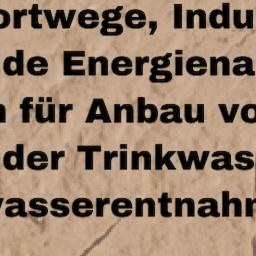 ortwege, Indu
de Energiena
für Anbau vo
der Trinkwas
wasserentnahm